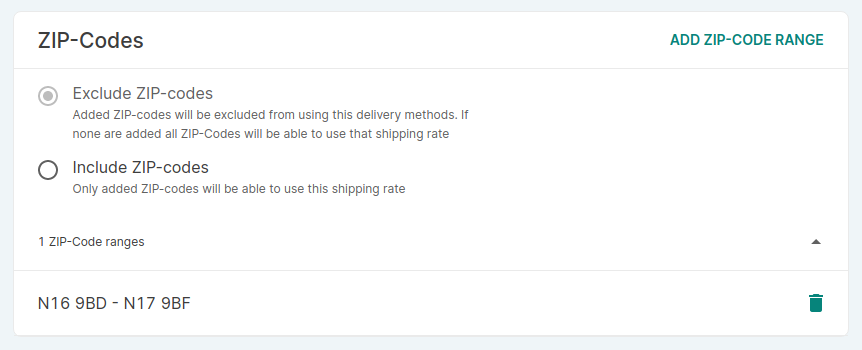 ZIP-Codes
ADD ZIP-CODE RANGE
Exclude ZIP-codes
Added ZIP-codes will be excluded from using this delivery methods. If
none are added all ZIP-Codes will be able to use that shipping rate
Include ZIP-codes
Only added ZIP-codes will be able to use this shipping rate
1 ZIP-Code ranges
N16 9BD - N17 9BF